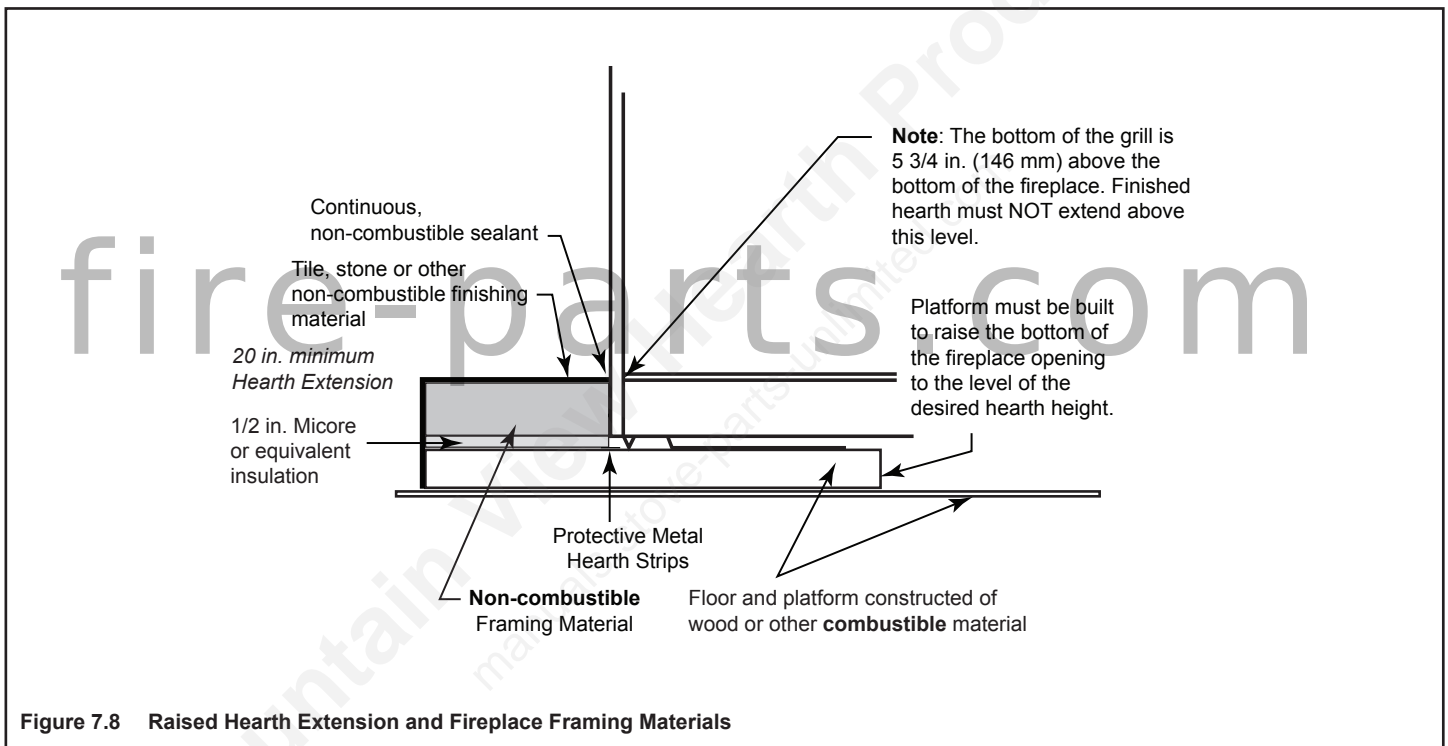 Note: The bottom of the grill is
5 3/4 in. (146 mm) above the
bottom of the fireplace. Finished
hearth must NOT extend above
this level.
Continuous,
non-combustible sealant
Tile, stone or other
non-combustible finishing
material
fire-parts.com
20 in. minimum
Hearth Extension
1/2 in. Micore
or equivalent
insulation
Platform must be built
to raise the bottom of
the fireplace opening
to the level of the
desired hearth height.
Protective Metal
Hearth Strips
Non-combustible
Framing Material
Floor and platform constructed of
wood or other combustible material
Figure 7.8 Raised Hearth Extension and Fireplace Framing Materials